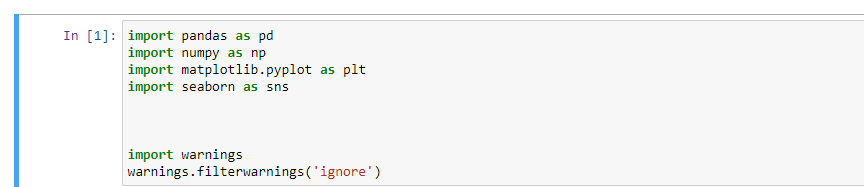 In [1]: import pandas as pd
import numpy as np
import matplotlib.pyplot as plt
import seaborn as sns
import warnings
warnings.filterwarnings('ignore')